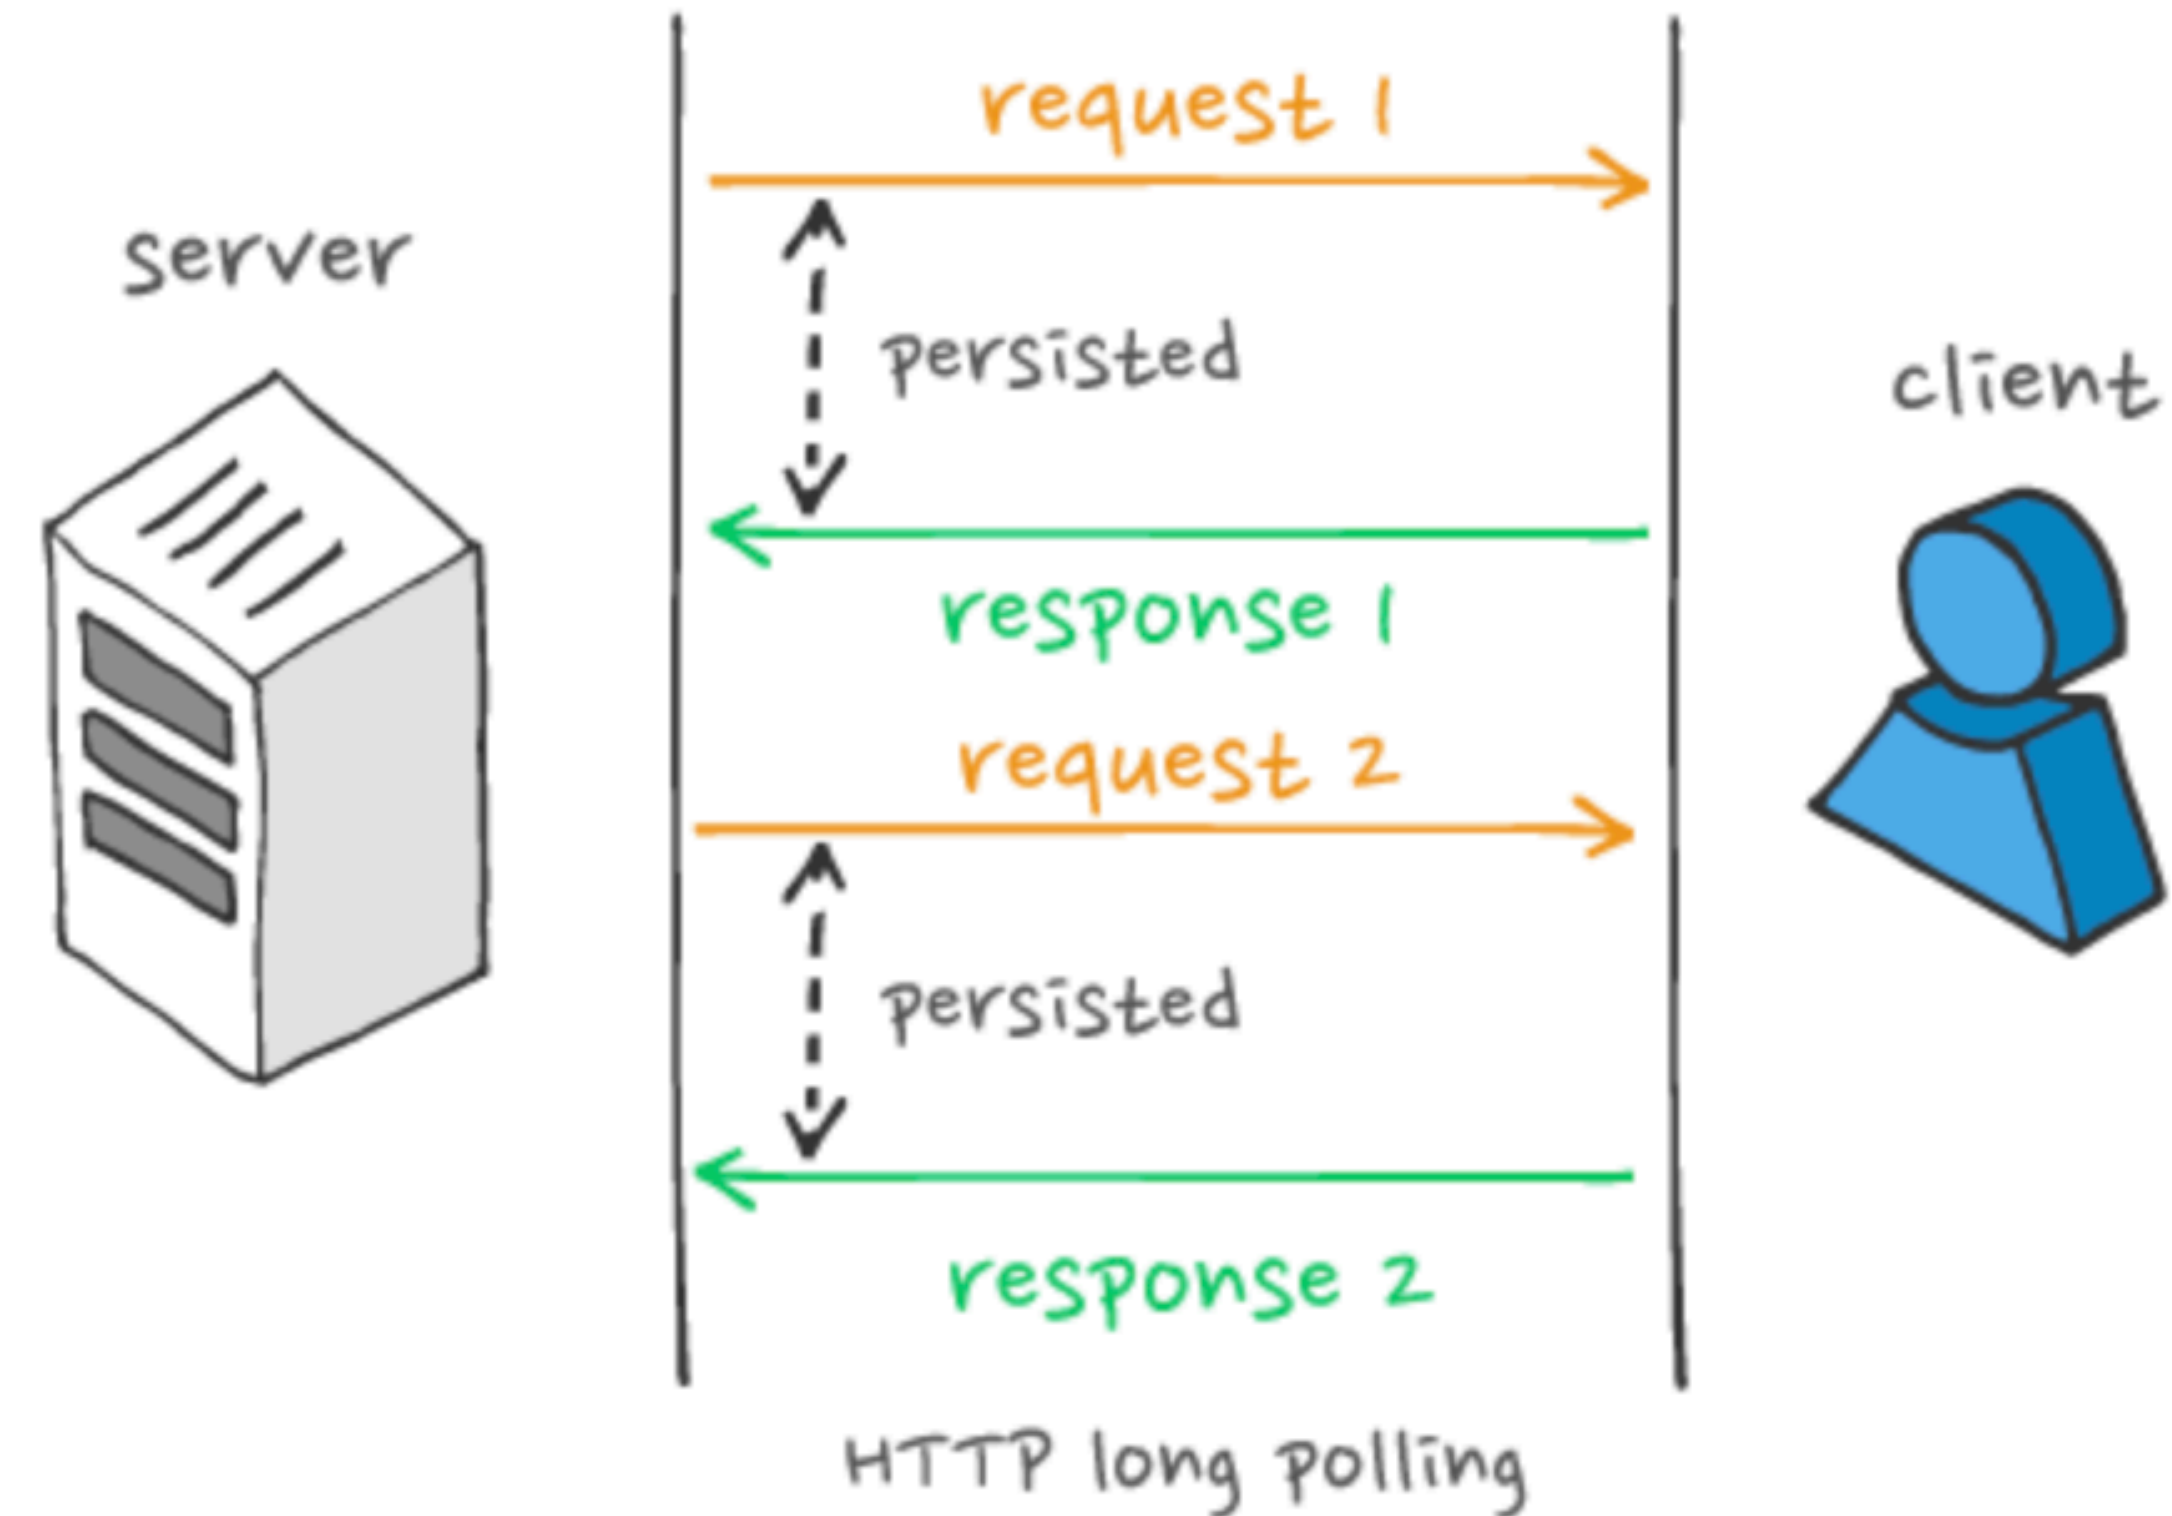 request 1
server
persisted
client
response 1
request 2
persisted
response 2
HTTP long polling